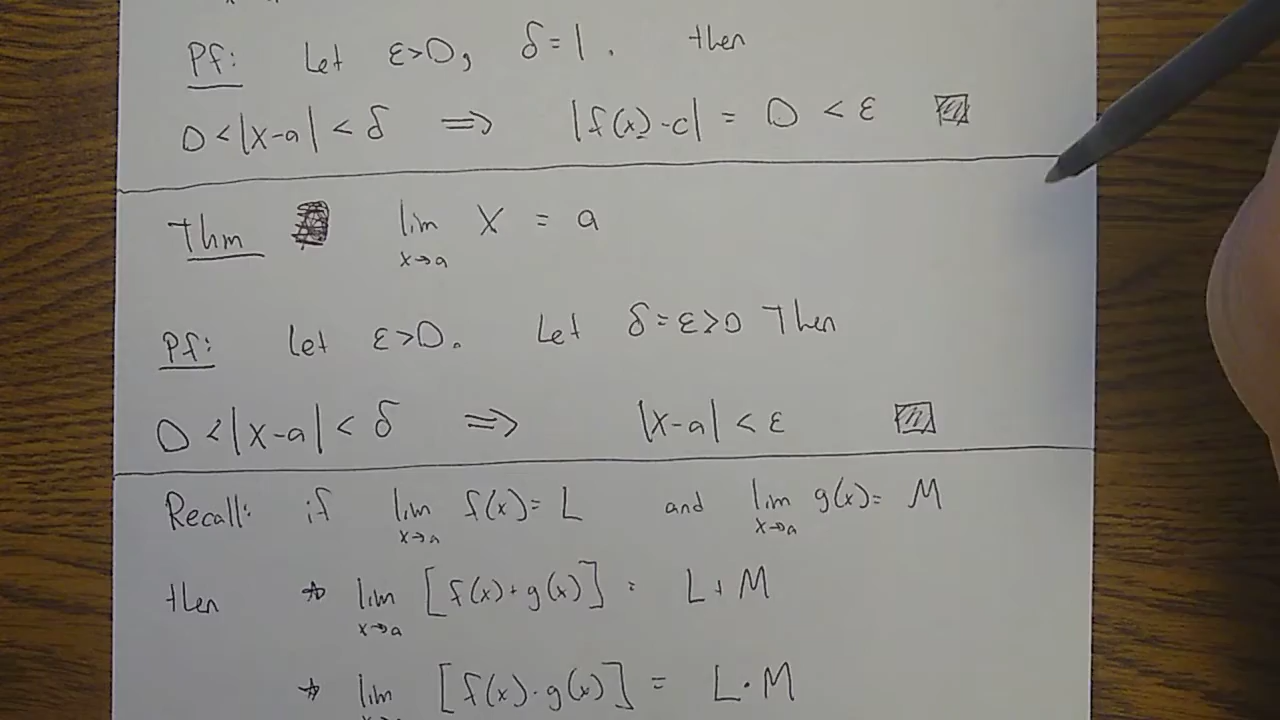 Pf: Let ε>0, δ=1. then
0<|x-a|<δ ⟹ |f(x)-c| = 0 < ε
Thm lim x→a x = a
Pf: Let ε>0. Let δ=ε>0 Then
0<|x-a|<δ ⟹ |x-a|<ε
Recall: if lim x→a f(x)=L and lim x→a g(x)=M
then * lim x→a [f(x)+g(x)] = L+M
* lim x→a [f(x)·g(x)] = L·M